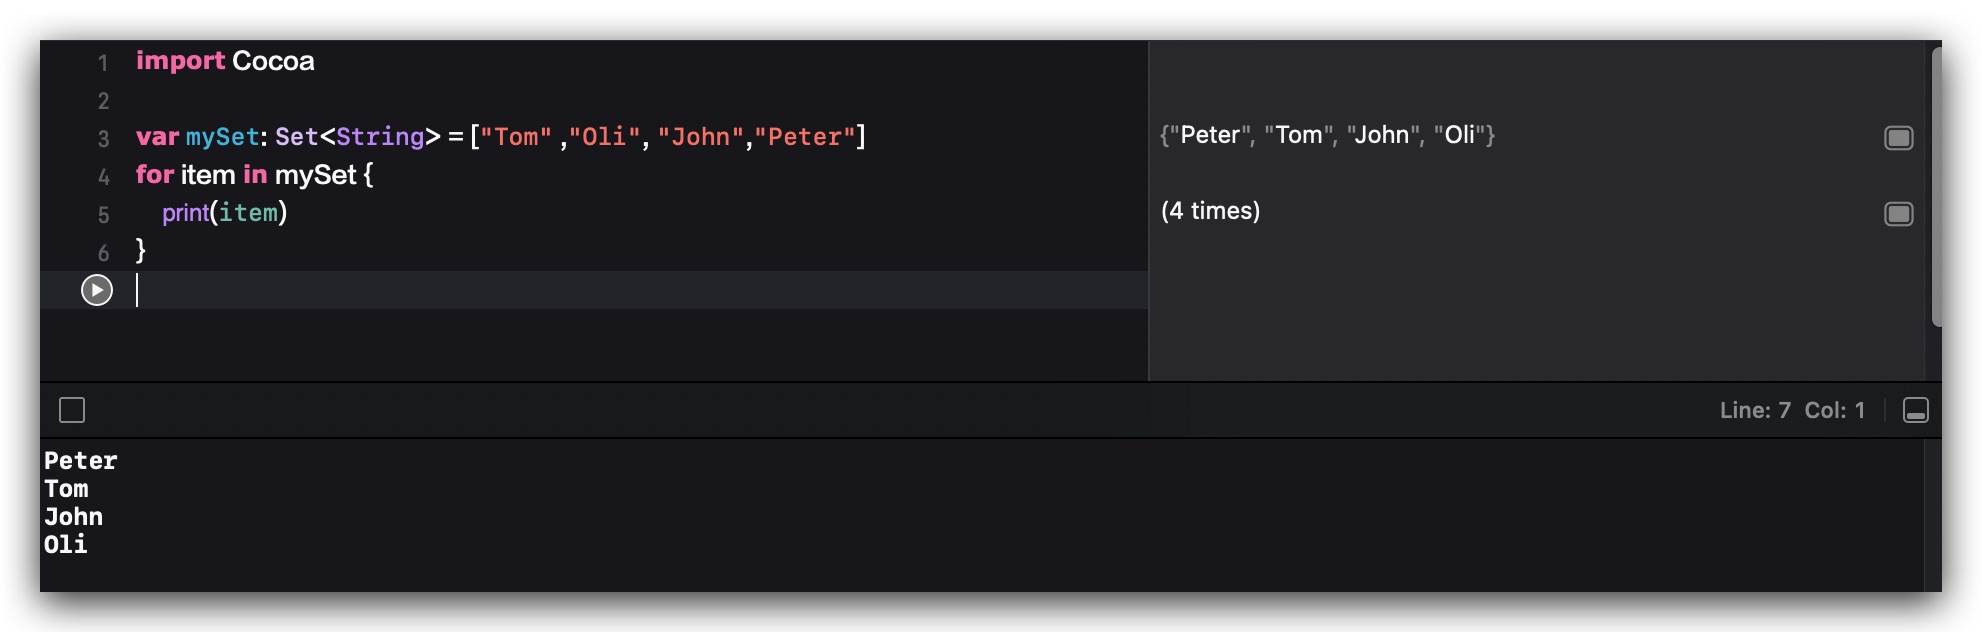 1 import Cocoa
2
3 var mySet: Set<String> = ["Tom" ,"Oli", "John","Peter"]
{"Peter", "Tom", "John", "Oli"}
4 for item in mySet {
5 print(item)
(4 times)
6 }
Line: 7 Col: 1
Peter
Tom
John
Oli